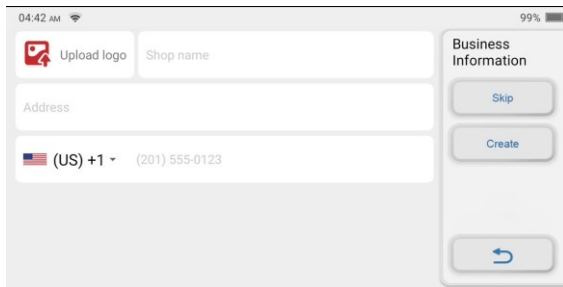 04:42 AM
99%
Upload logo
Shop name
Address
(US) +1
(201) 555-0123
Business
Information
Skip
Create